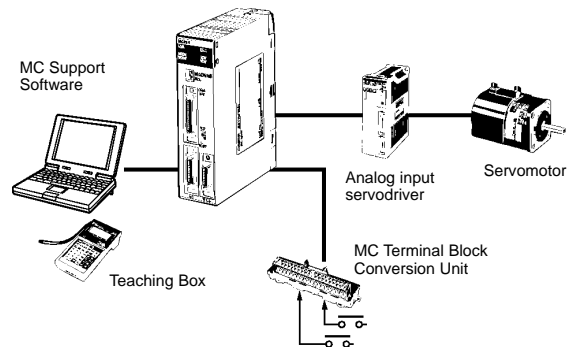 MC Support
Software
Teaching Box
Analog input
servodriver
Servomotor
MC Terminal Block
Conversion Unit